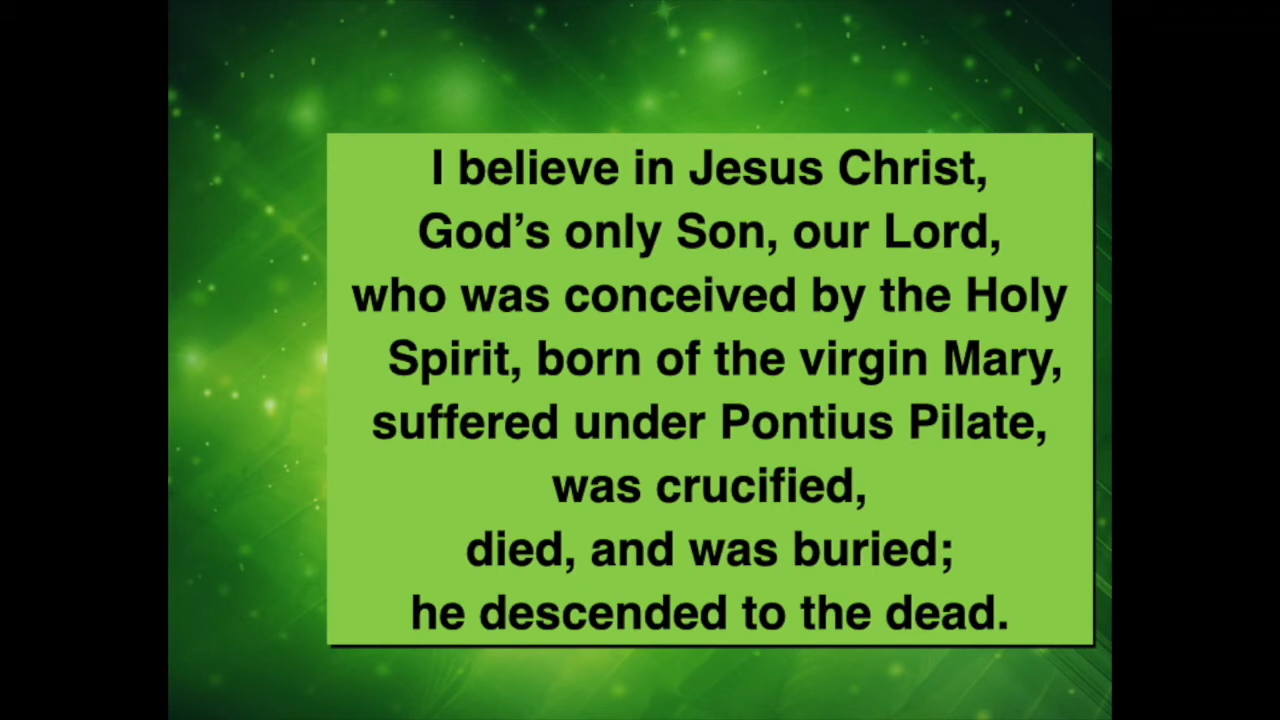 I believe in Jesus Christ,
God’s only Son, our Lord,
who was conceived by the Holy
Spirit, born of the virgin Mary,
suffered under Pontius Pilate,
was crucified,
died, and was buried;
he descended to the dead.